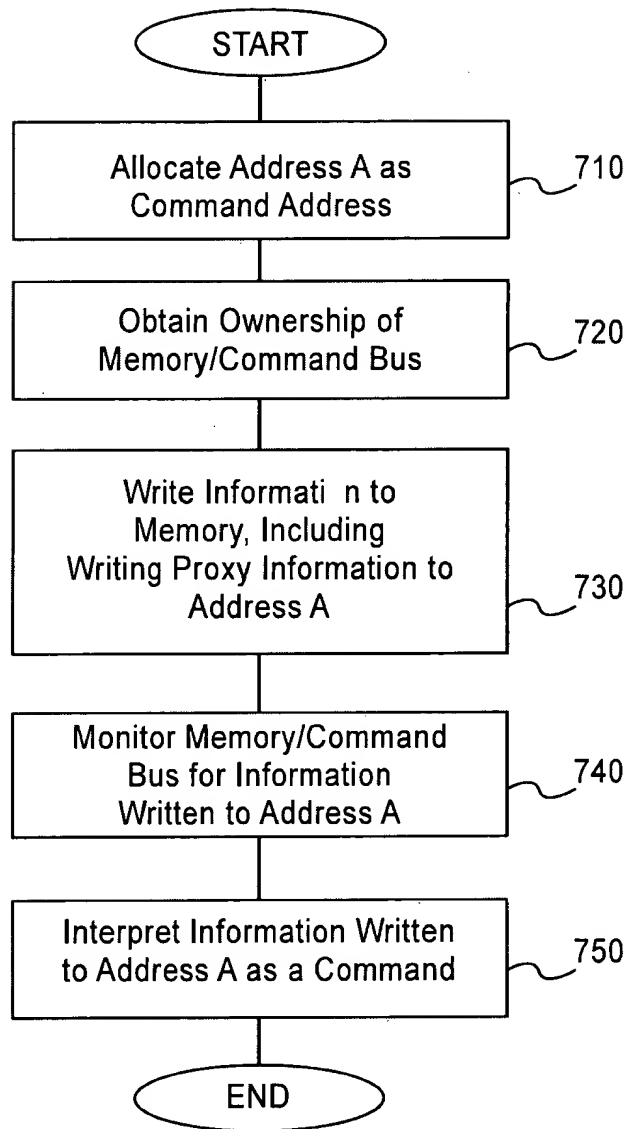 START
Allocate Address A as
Command Address
710
Obtain Ownership of
Memory/Command Bus
720
Write Informati n to
Memory, Including
Writing Proxy Information to
Address A
730
Monitor Memory/Command
Bus for Information
Written to Address A
740
Interpret Information Written
to Address A as a Command
750
END